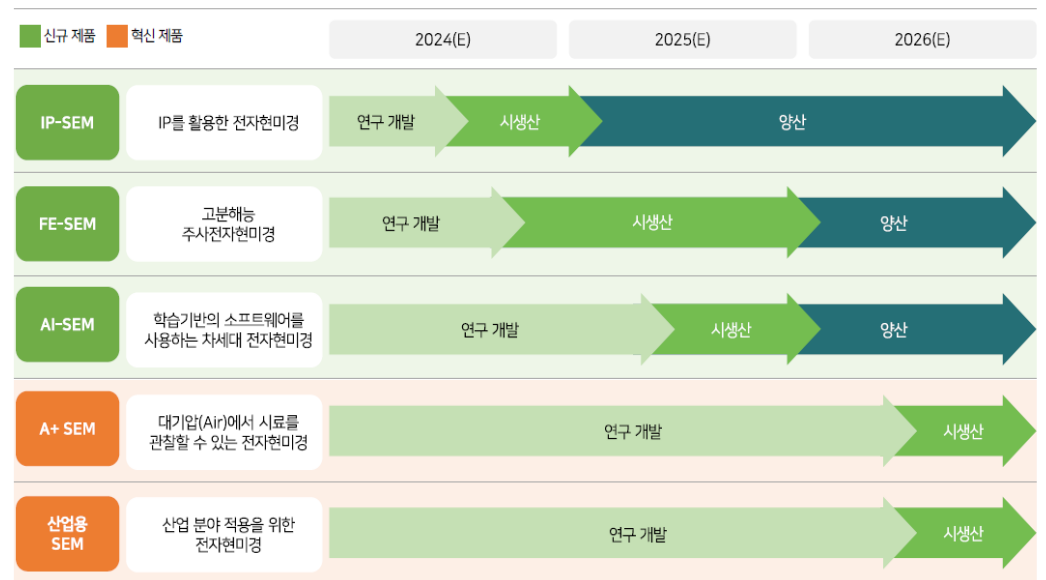 신규 제품
혁신 제품
2024(E)
2025(E)
2026(E)
IP-SEM
IP를 활용한 전자현미경
연구 개발
시생산
양산
FE-SEM
고분해능
주사전자현미경
연구 개발
시생산
양산
AI-SEM
학습기반의 소프트웨어를
사용하는 차세대 전자현미경
연구 개발
시생산
양산
A+ SEM
대기압(Air)에서 시료를
관찰할 수 있는 전자현미경
연구 개발
시생산
산업용
SEM
산업 분야 적용을 위한
전자현미경
연구 개발
시생산